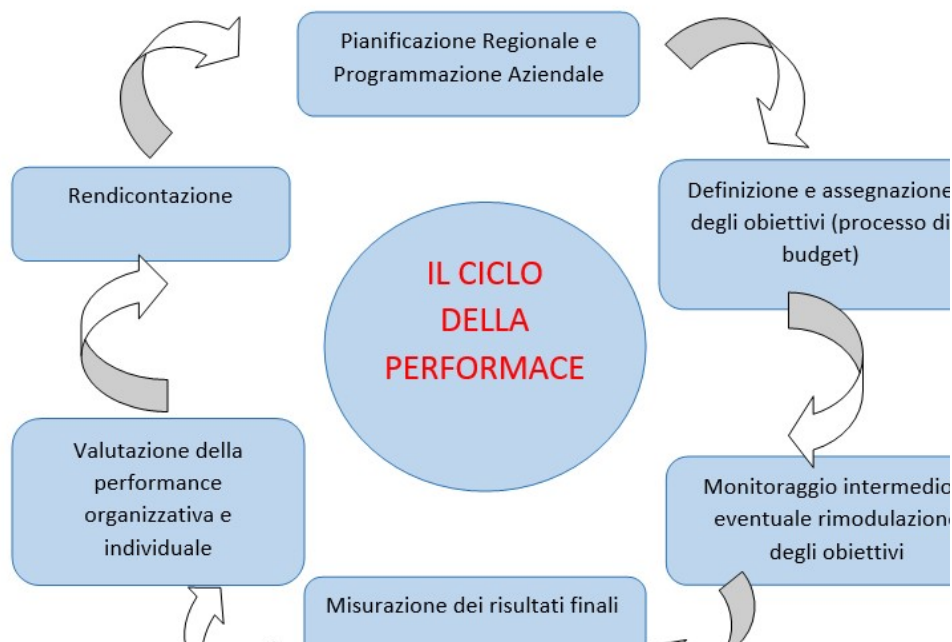 Pianificazione Regionale e
Programmazione Aziendale
Rendicontazione
Definizione e assegnazione
degli obiettivi (processo di
budget)
IL CICLO
DELLA
PERFORMACE
Valutazione della
performance
organizzativa e
individuale
Monitoraggio intermedio
eventuale rimodulazione
degli obiettivi
Misurazione dei risultati finali